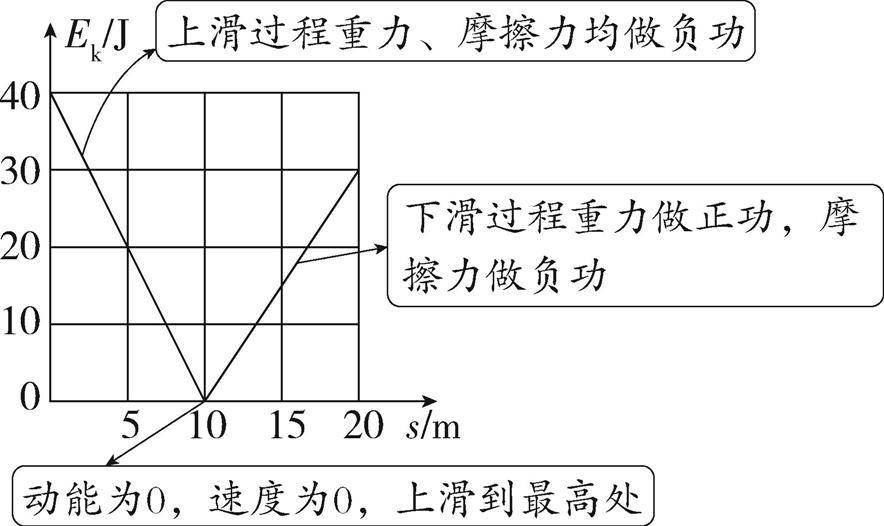 E_k/J
上滑过程重力、摩擦力均做负功
40
30
20
10
0
下滑过程重力做正功，摩
擦力做负功
5 10 15 20 s/m
动能为0，速度为0，上滑到最高处